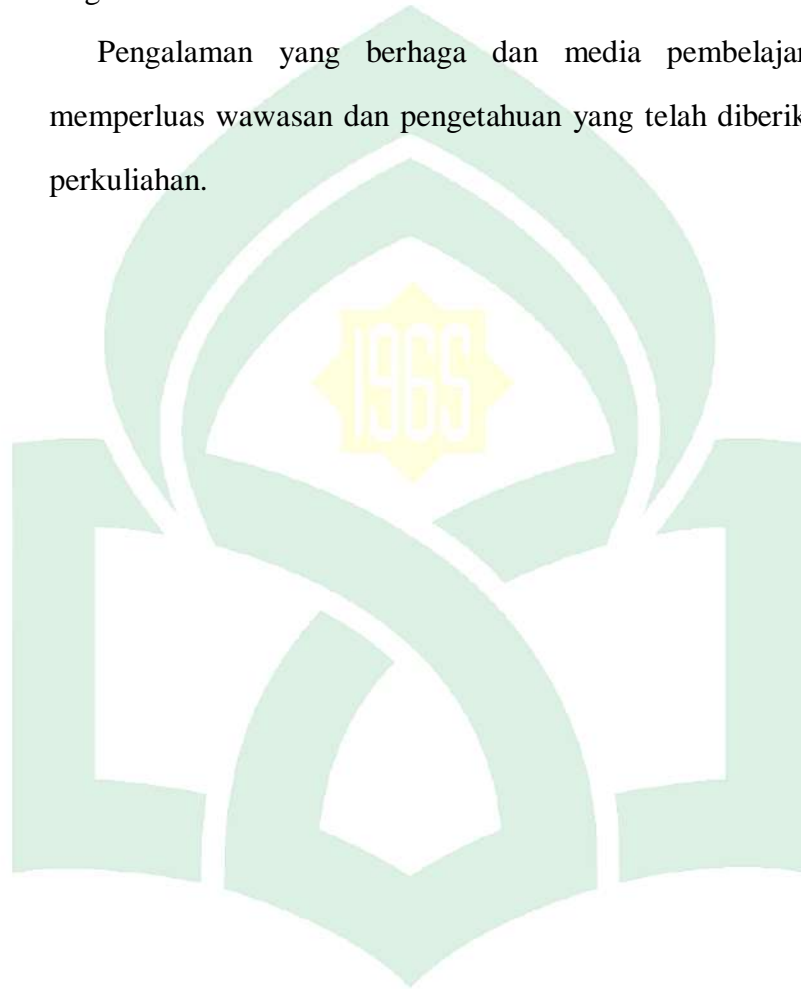 Pengalaman yang berhaga dan media pembelajar
memperluas wawasan dan pengetahuan yang telah diberik
perkuliahan.
1965